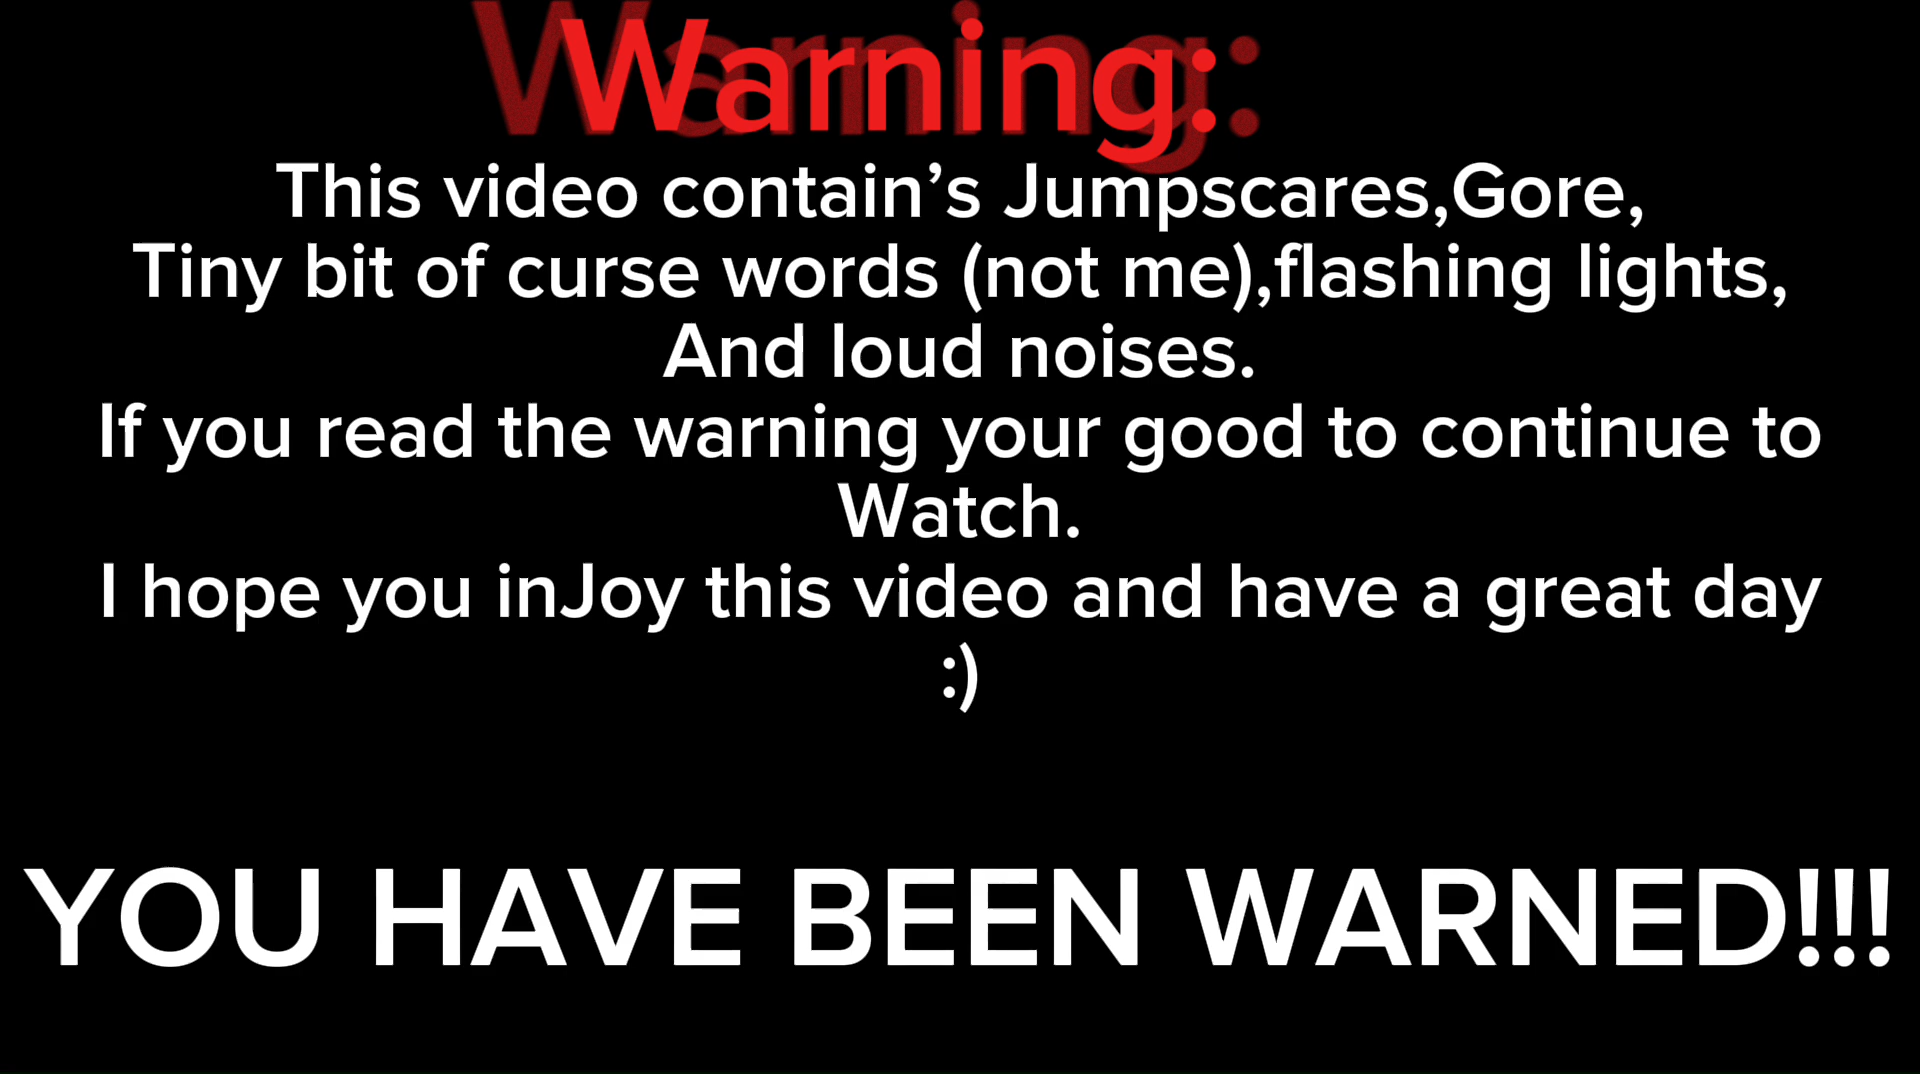 Warning:
This video contain’s Jumpscares,Gore,
Tiny bit of curse words (not me),flashing lights,
And loud noises.
If you read the warning your good to continue to
Watch.
I hope you inJoy this video and have a great day
:)
YOU HAVE BEEN WARNED!!!